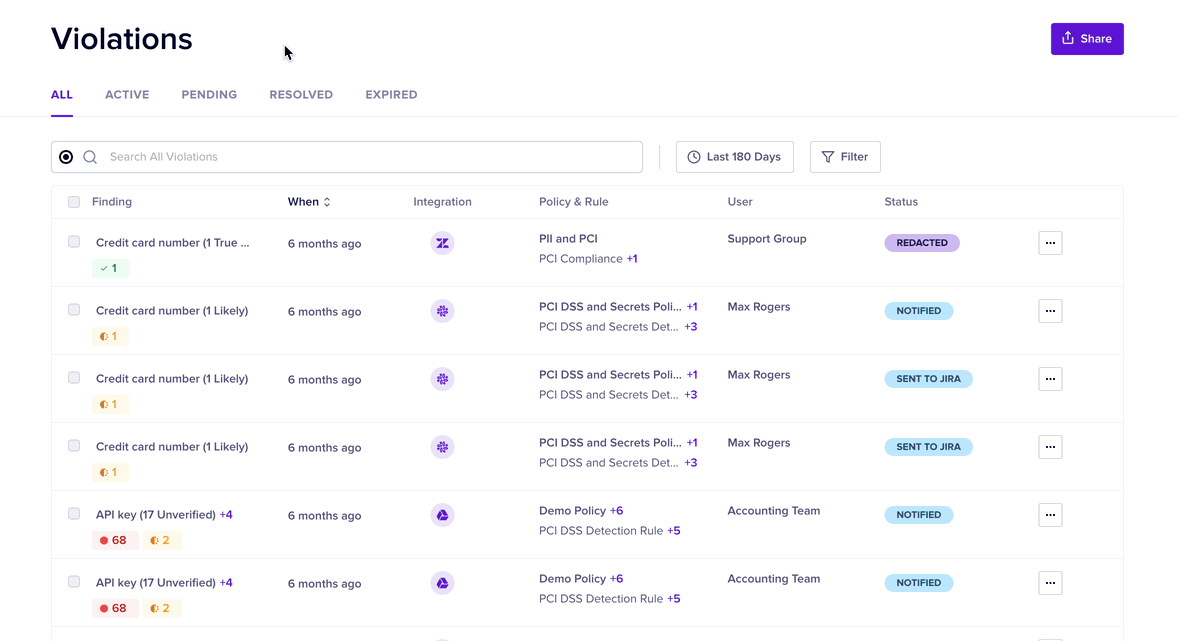 Violations
Share
ALL ACTIVE PENDING RESOLVED EXPIRED
Search All Violations Last 180 Days Filter
Finding When Integration Policy & Rule User Status
Credit card number (1 True ... 6 months ago PII and PCI Support Group REDACTED ...
PCI Compliance +1
1
Credit card number (1 Likely) 6 months ago PCI DSS and Secrets Poli... +1 Max Rogers NOTIFIED ...
PCI DSS and Secrets Det... +3
1
Credit card number (1 Likely) 6 months ago PCI DSS and Secrets Poli... +1 Max Rogers SENT TO JIRA ...
PCI DSS and Secrets Det... +3
1
Credit card number (1 Likely) 6 months ago PCI DSS and Secrets Poli... +1 Max Rogers SENT TO JIRA ...
PCI DSS and Secrets Det... +3
1
API key (17 Unverified) +4 6 months ago Demo Policy +6 Accounting Team NOTIFIED ...
PCI DSS Detection Rule +5
68 2
API key (17 Unverified) +4 6 months ago Demo Policy +6 Accounting Team NOTIFIED ...
PCI DSS Detection Rule +5
68 2